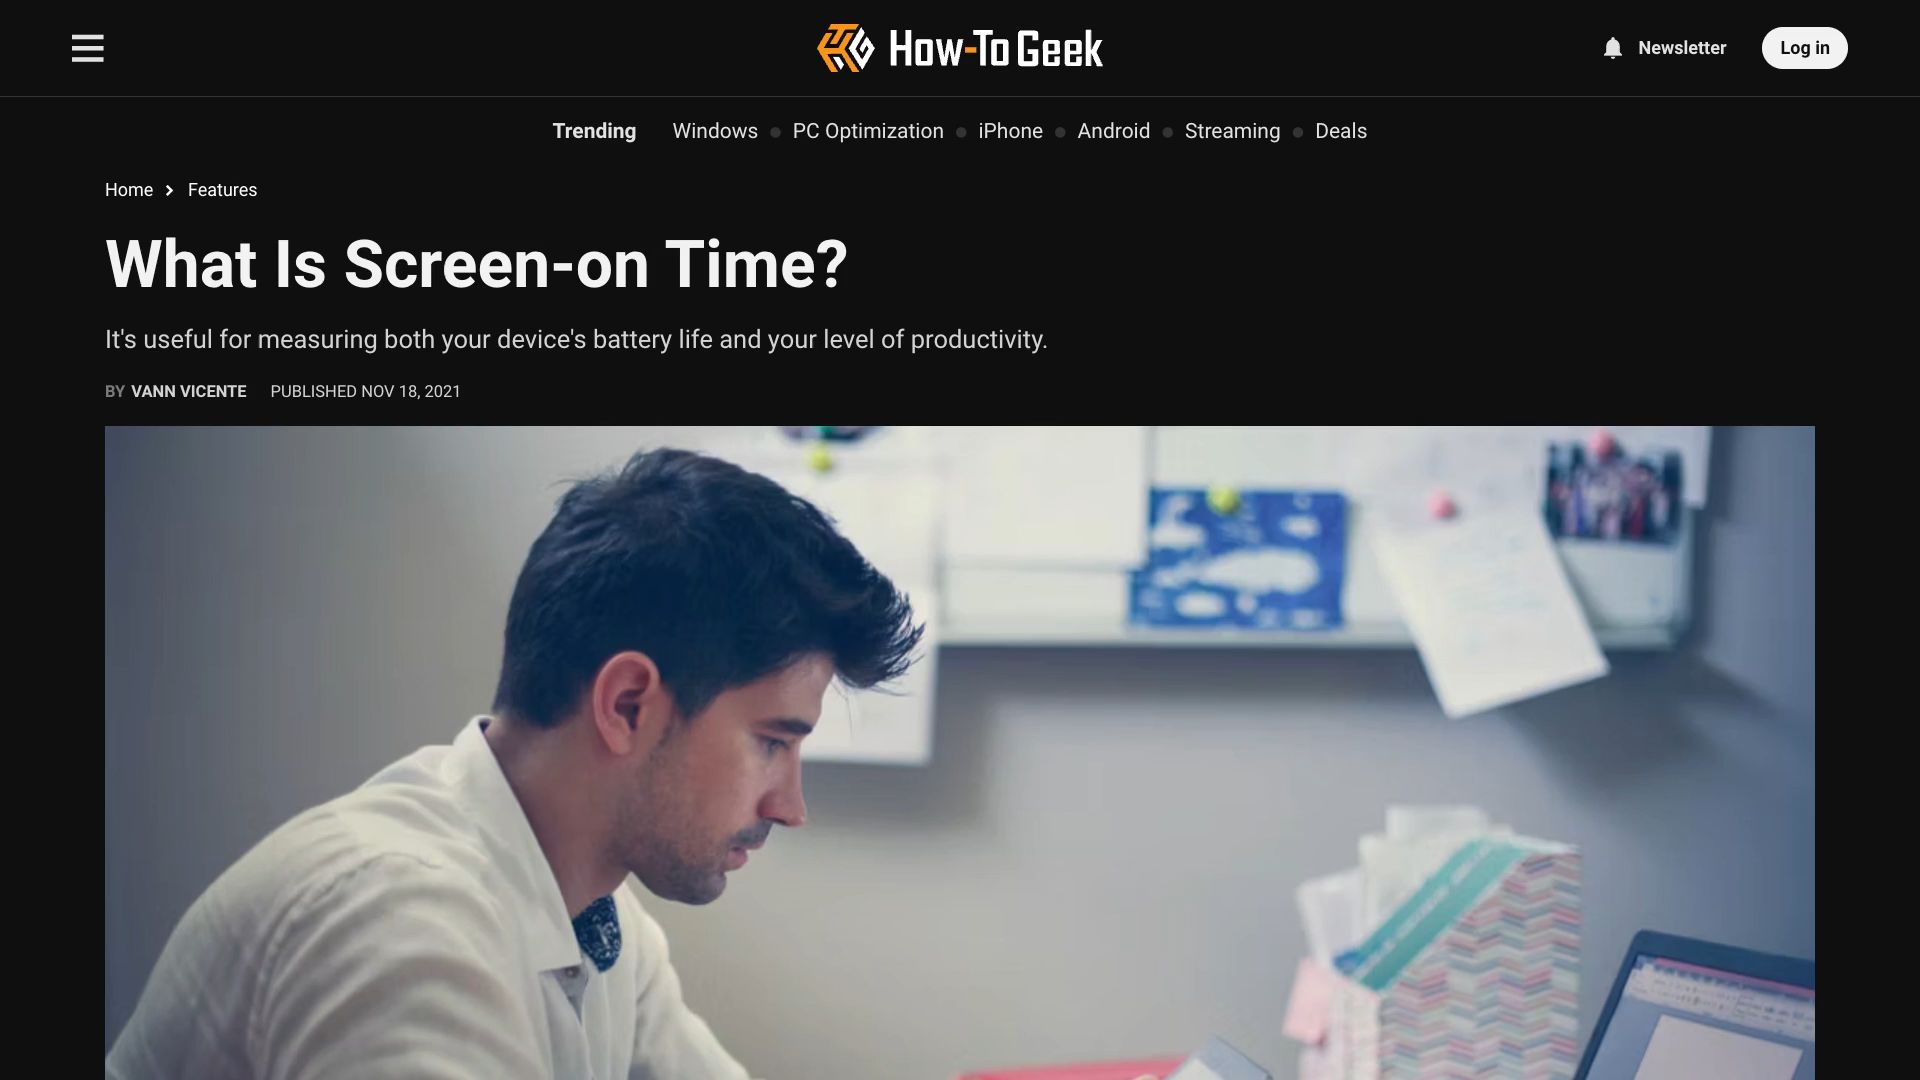 How-To Geek
Newsletter
Log in
Trending Windows PC Optimization iPhone Android Streaming Deals
Home Features
What Is Screen-on Time?
It's useful for measuring both your device's battery life and your level of productivity.
BY VANN VICENTE PUBLISHED NOV 18, 2021